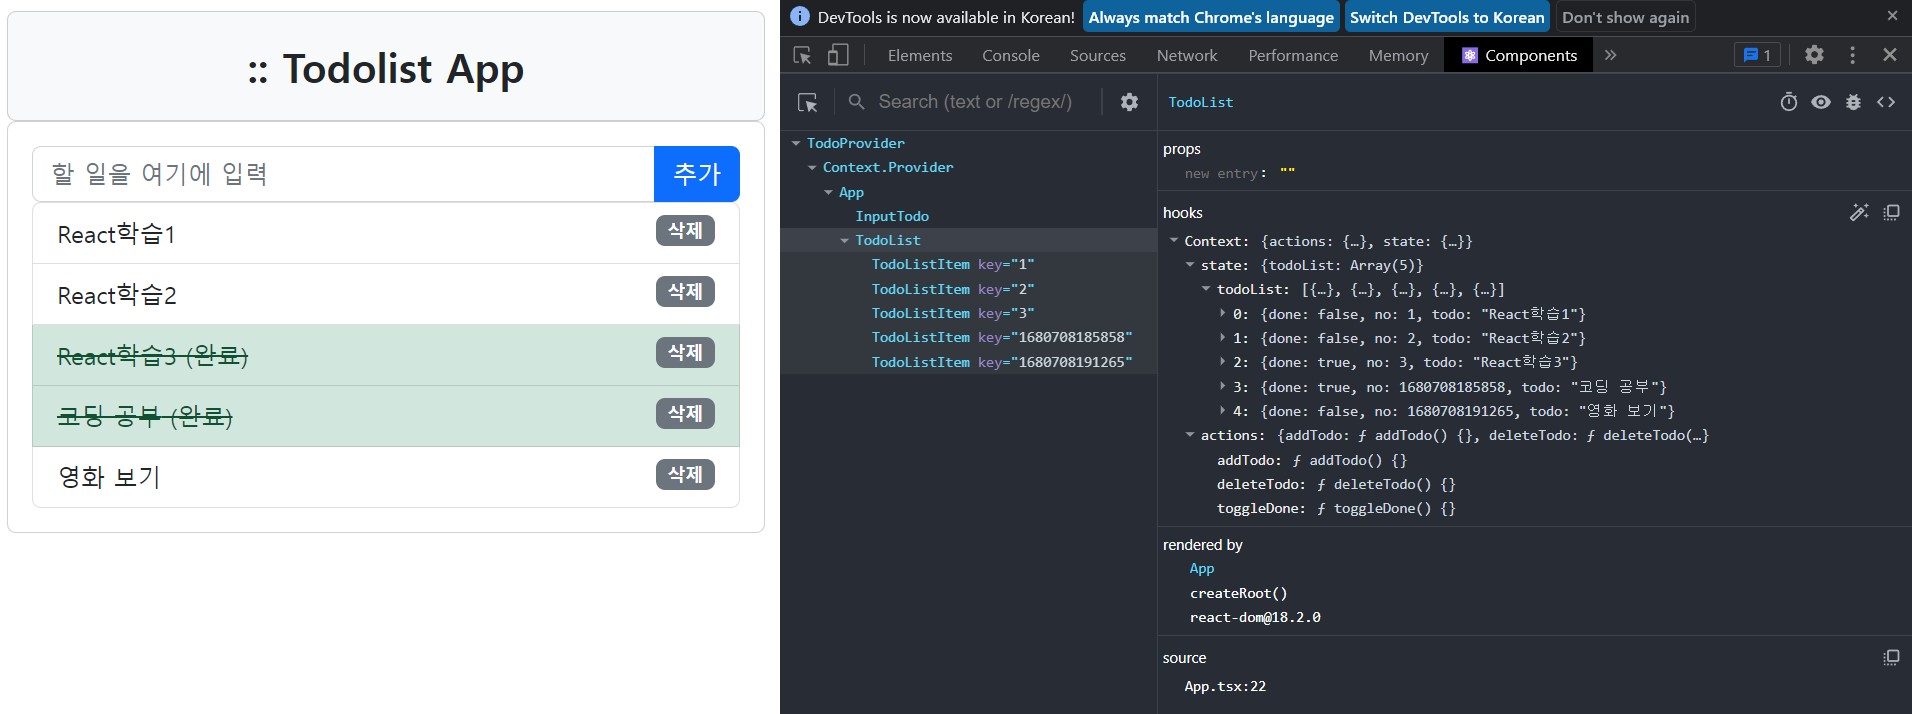 :: Todolist App
할 일을 여기에 입력
추가
React학습1
삭제
React학습2
삭제
React학습3 (완료)
삭제
코딩 공부 (완료)
삭제
영화 보기
삭제
DevTools is now available in Korean!
Always match Chrome's language
Switch DevTools to Korean
Don't show again
Elements
Console
Sources
Network
Performance
Memory
Components
1
Search (text or /regex/)
TodoProvider
Context.Provider
App
InputTodo
TodoList
TodoListItem key="1"
TodoListItem key="2"
TodoListItem key="3"
TodoListItem key="1680708185858"
TodoListItem key="1680708191265"
TodoList
props
new entry: ""
hooks
Context: {actions: {…}, state: {…}}
state: {todoList: Array(5)}
todoList: [{…}, {…}, {…}, {…}, {…}]
0: {done: false, no: 1, todo: "React학습1"}
1: {done: false, no: 2, todo: "React학습2"}
2: {done: true, no: 3, todo: "React학습3"}
3: {done: true, no: 1680708185858, todo: "코딩 공부"}
4: {done: false, no: 1680708191265, todo: "영화 보기"}
actions: {addTodo: ƒ addTodo() {}, deleteTodo: ƒ deleteTodo(…}
addTodo: ƒ addTodo() {}
deleteTodo: ƒ deleteTodo() {}
toggleDone: ƒ toggleDone() {}
rendered by
App
createRoot()
react-dom@18.2.0
source
App.tsx:22